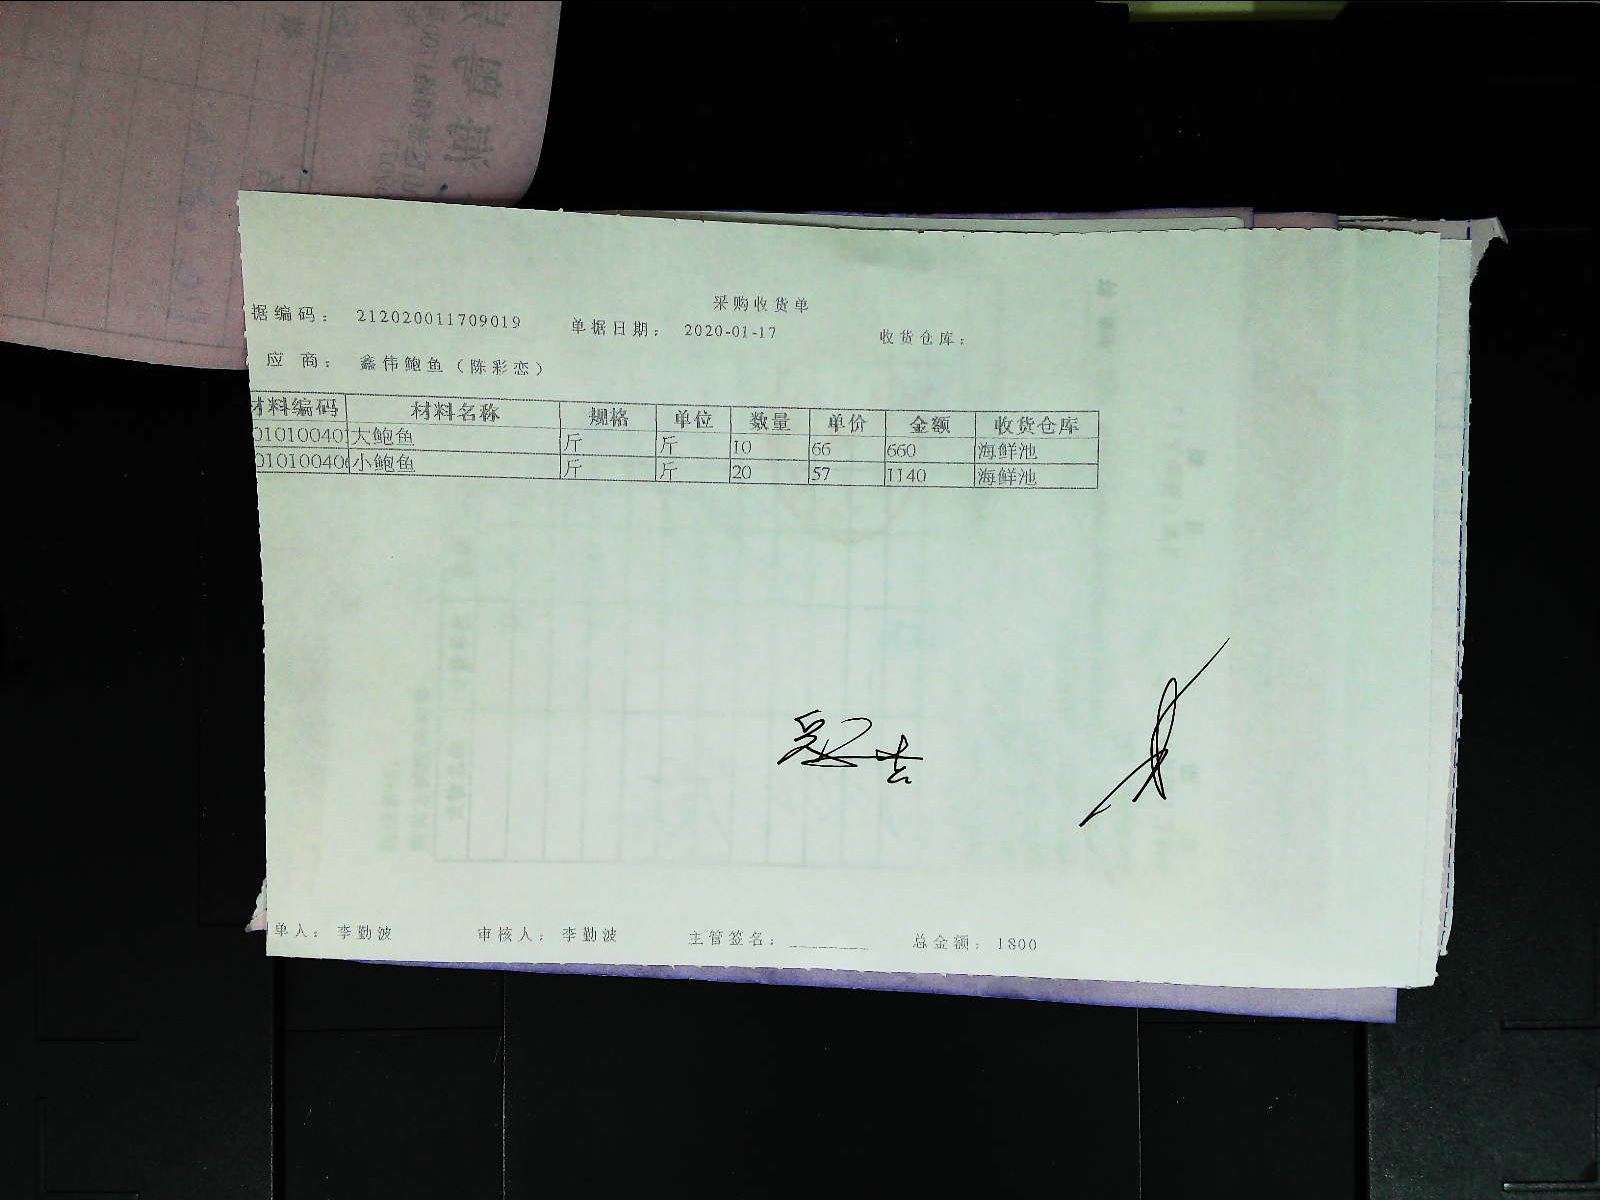 采购收货单
据编码： 212020011709019 单据日期： 2020-01-17 收货仓库：
应 商： 鑫伟鲍鱼（陈彩恋）
材料编码 材料名称 规格 单位 数量 单价 金额 收货仓库
01010040 大鲍鱼 斤 斤 10 66 660 海鲜池
01010040 小鲍鱼 斤 斤 20 57 1140 海鲜池
单人： 李勤波 审核人： 李勤波 主管签名： 总金额： 1800